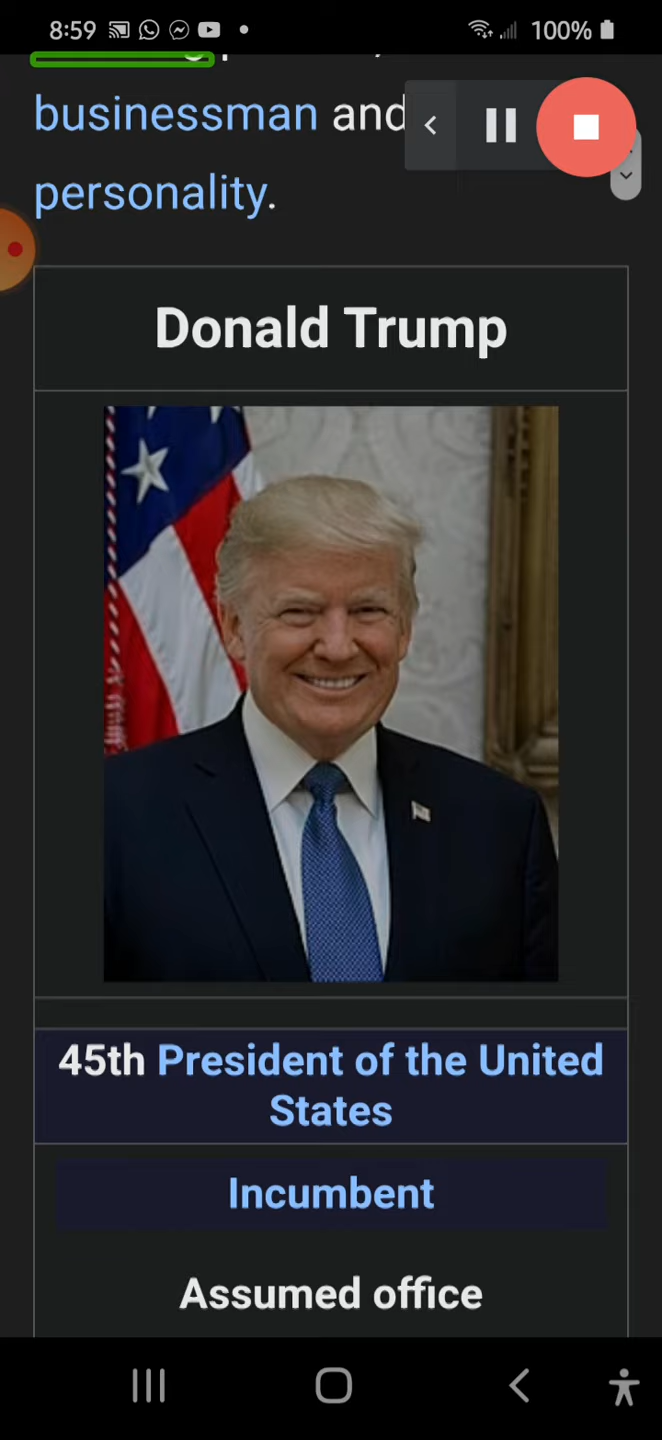 8:59
100%
businessman and
personality.
Donald Trump
45th President of the United
States
Incumbent
Assumed office